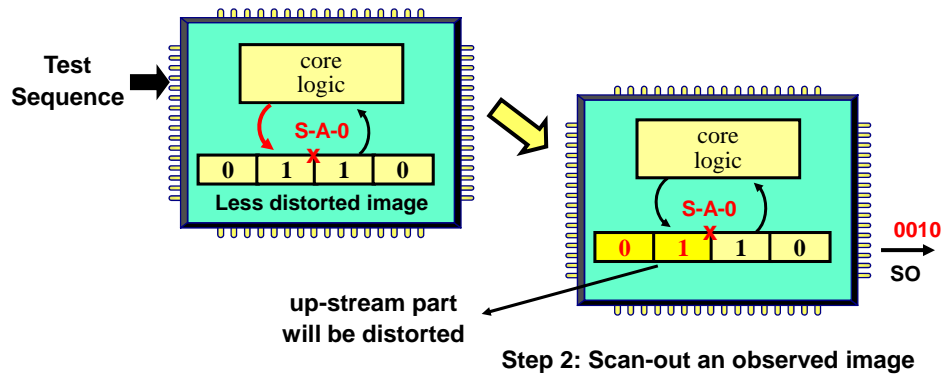 Test
Sequence
core
logic
S-A-0
x
0 1 1 0
Less distorted image
core
logic
S-A-0
x
0 1 1 0
0010
SO
up-stream part
will be distorted
Step 2: Scan-out an observed image